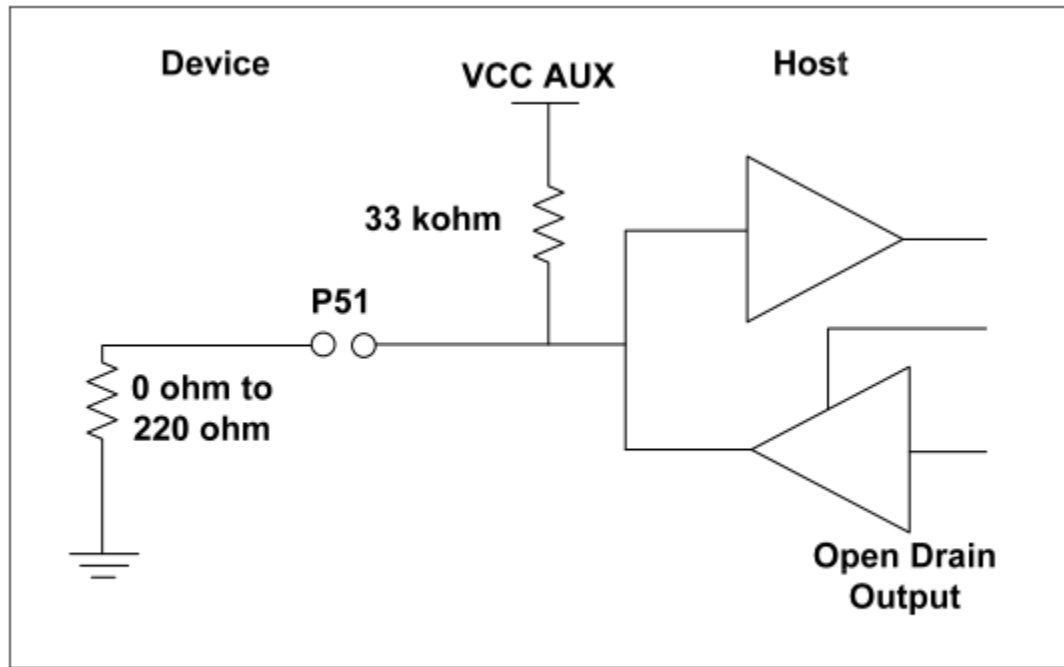 Device
VCC AUX
Host
33 kohm
P51
0 ohm to
220 ohm
Open Drain
Output